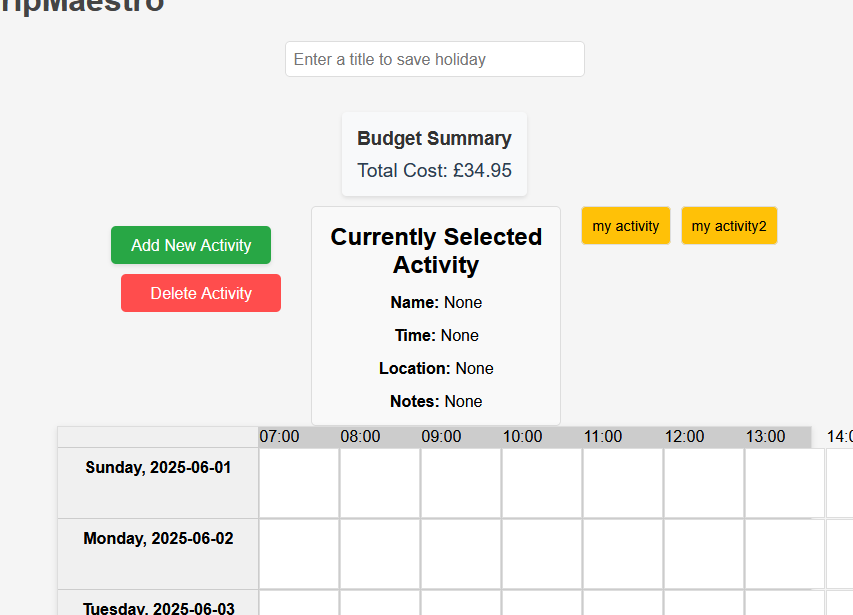 ripMaestro
Enter a title to save holiday
Budget Summary
Total Cost: £34.95
Add New Activity
Delete Activity
Currently Selected
Activity
Name: None
Time: None
Location: None
Notes: None
my activity
my activity2
07:00 08:00 09:00 10:00 11:00 12:00 13:00 14:0
Sunday, 2025-06-01
Monday, 2025-06-02
Tuesday, 2025-06-03